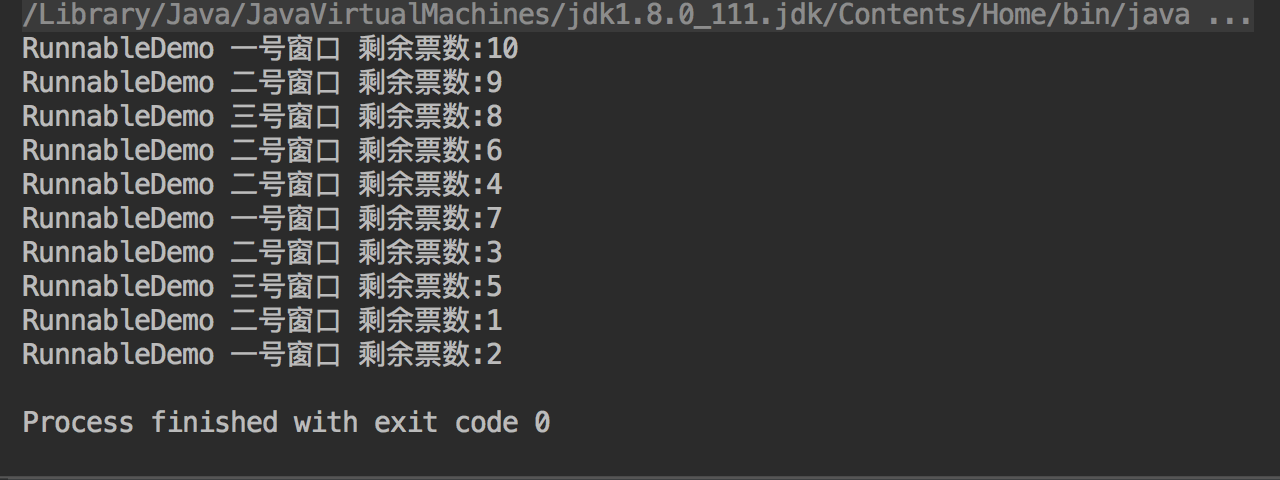 /Library/Java/JavaVirtualMachines/jdk1.8.0_111.jdk/Contents/Home/bin/java ...
RunnableDemo 一号窗口 剩余票数:10
RunnableDemo 二号窗口 剩余票数:9
RunnableDemo 三号窗口 剩余票数:8
RunnableDemo 二号窗口 剩余票数:6
RunnableDemo 二号窗口 剩余票数:4
RunnableDemo 一号窗口 剩余票数:7
RunnableDemo 二号窗口 剩余票数:3
RunnableDemo 三号窗口 剩余票数:5
RunnableDemo 二号窗口 剩余票数:1
RunnableDemo 一号窗口 剩余票数:2
Process finished with exit code 0